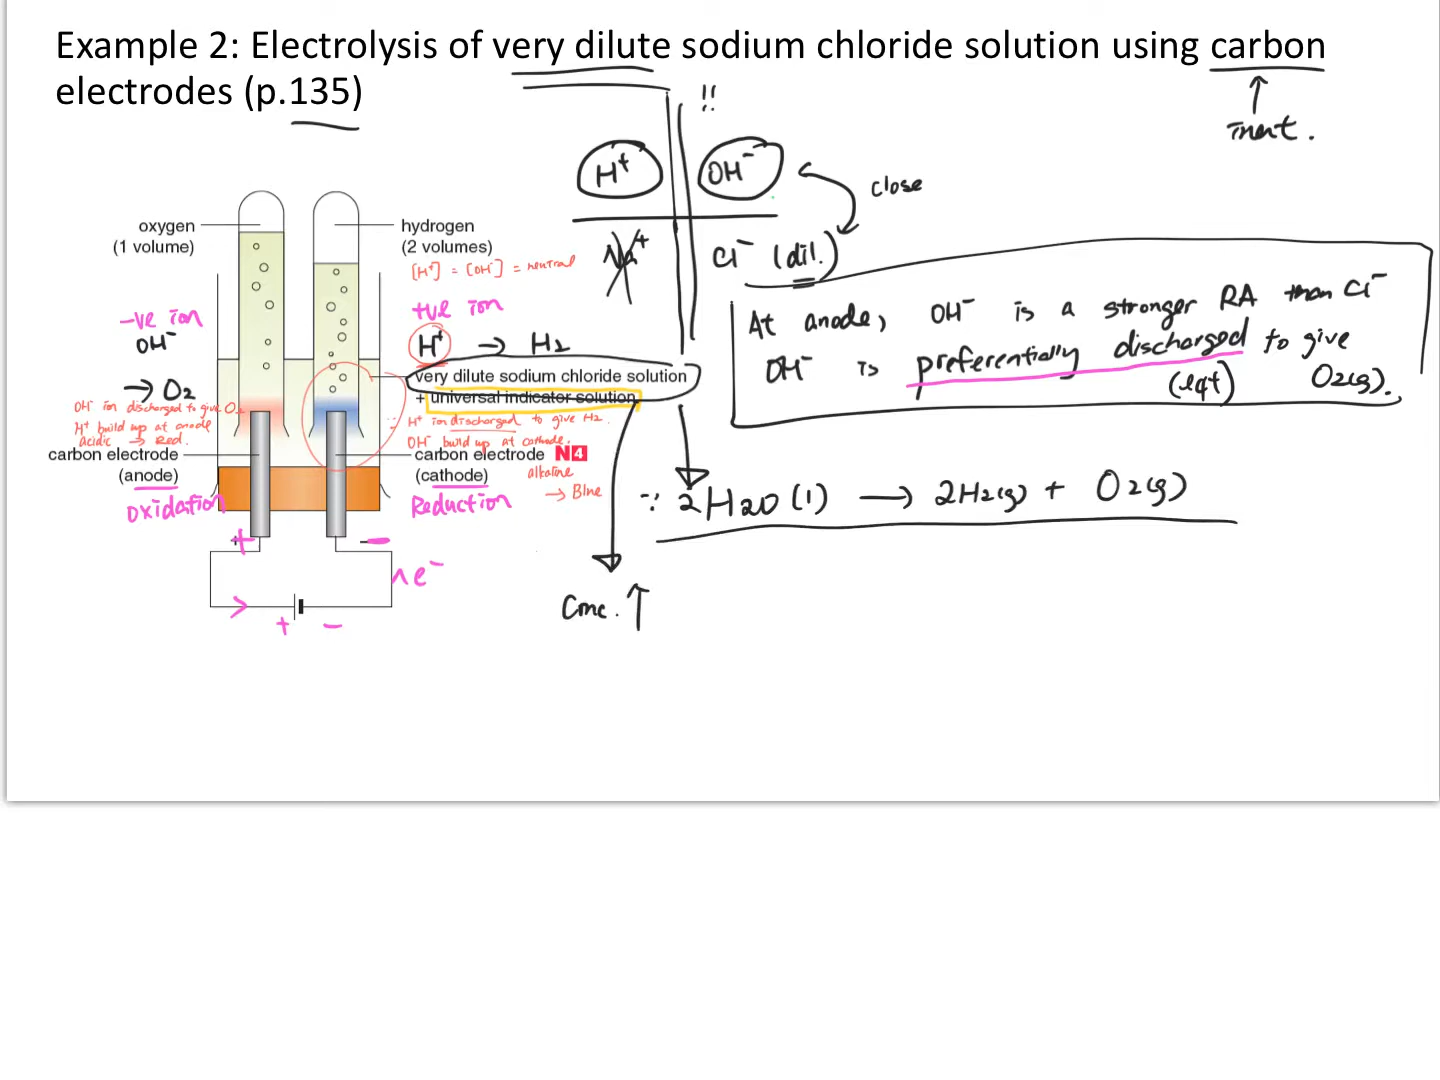 Example 2: Electrolysis of very dilute sodium chloride solution using carbon
electrodes (p.135)
!!
inert.
H⁺
OH⁻
close
Na⁺
Cl⁻ (dil.)
oxygen
(1 volume)
hydrogen
(2 volumes)
[H⁺] = [OH⁻] = neutral
-ve ion
OH⁻
→ O₂
+ve ion
H⁺ → H₂
very dilute sodium chloride solution
+ universal indicator solution
OH⁻ ion discharged to give O₂
H⁺ build up at anode
acidic → Red.
∵ H⁺ ion discharged to give H₂.
OH⁻ build up at cathode.
alkaline
→ Blue
carbon electrode
(anode)
oxidation
carbon electrode N4
(cathode)
Reduction
At anode, OH⁻ is a stronger RA than Cl⁻
OH⁻ is preferentially discharged to give
(1qt) O₂(g).
∵ 2H₂O (l) → 2H₂(g) + O₂(g)
Conc. ↑
+ -
e⁻
+ -